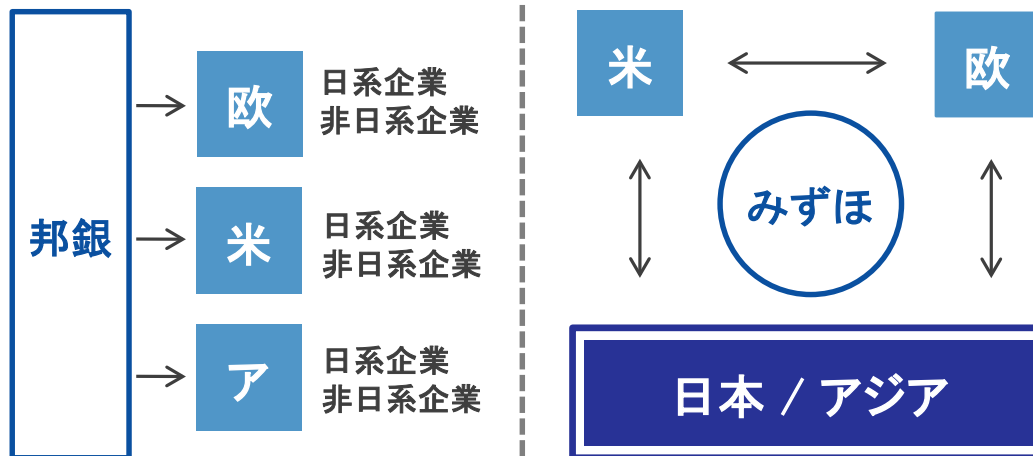 邦銀
欧
日系企業
非日系企業
米
日系企業
非日系企業
ア
日系企業
非日系企業
米
欧
みずほ
日本 / アジア